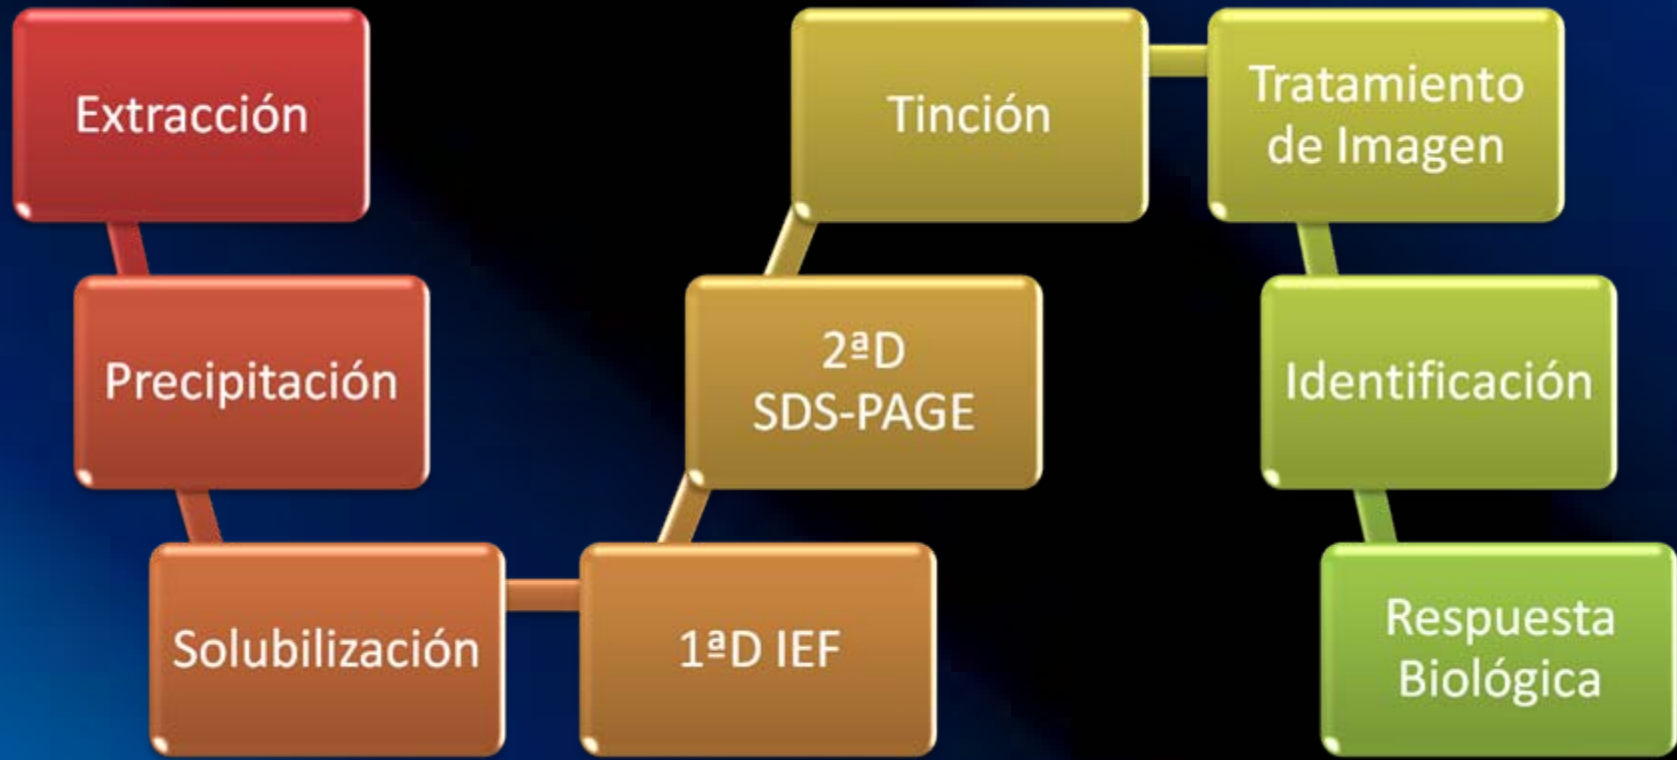 Extracción
Precipitación
Solubilización
1ªD IEF
2ªD
SDS-PAGE
Tinción
Tratamiento
de Imagen
Identificación
Respuesta
Biológica